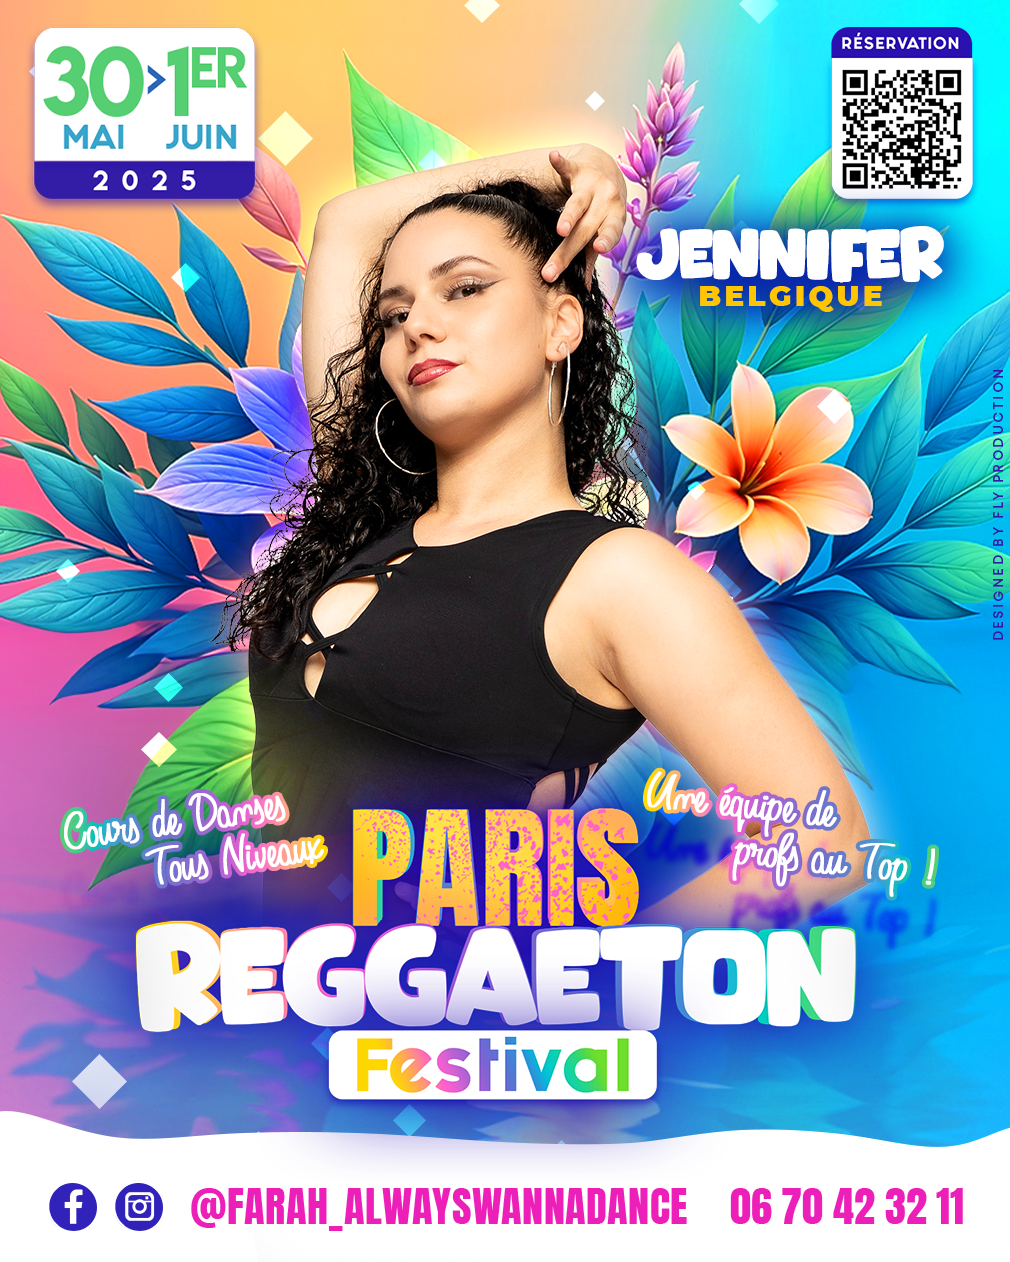 30>1ER
MAI JUIN
2025
RÉSERVATION
JENNIFER
BELGIQUE
DESIGNED BY FLY PRODUCTION
Cours de Danses
Tous Niveaux
Une équipe de
profs au Top !
PARIS
REGGAETON
Festival
@FARAH_ALWAYSWANNADANCE 06 70 42 32 11